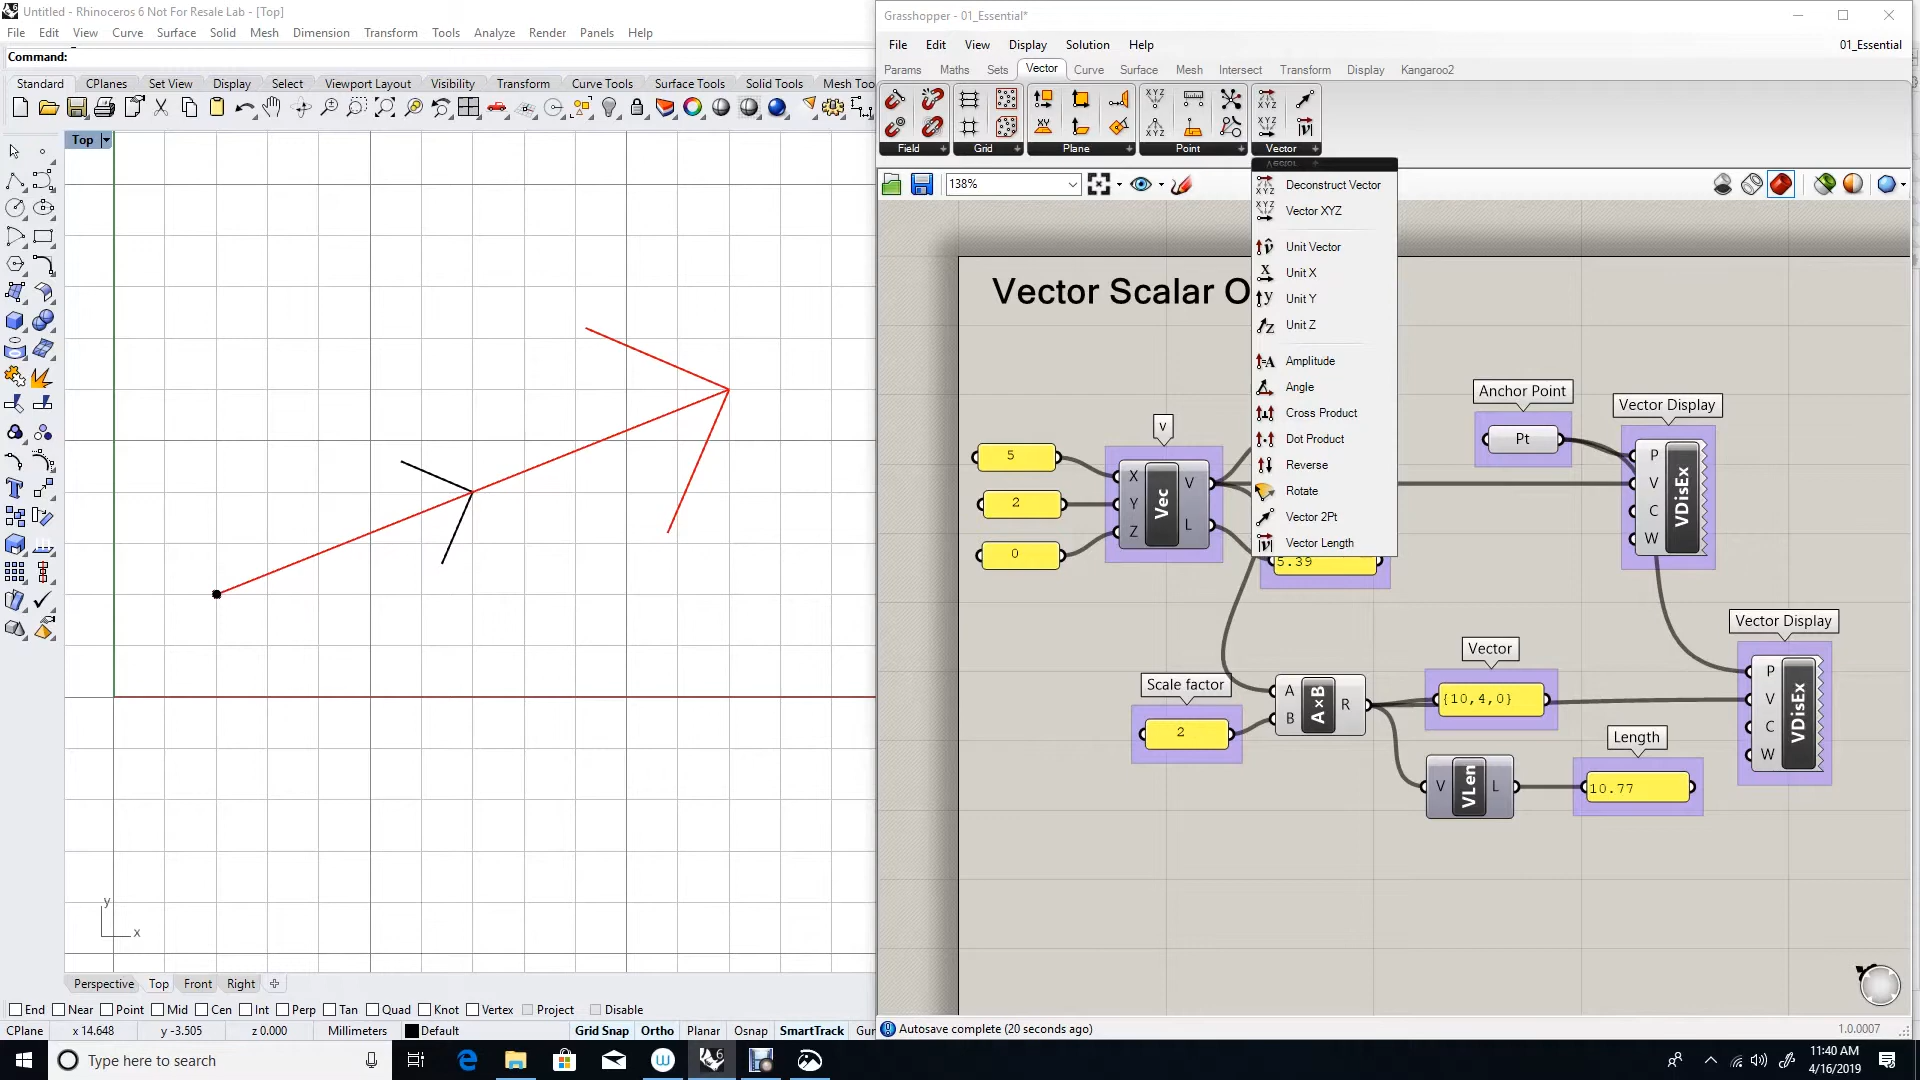 Untitled - Rhinoceros 6 Not For Resale Lab - [Top]
File Edit View Curve Surface Solid Mesh Dimension Transform Tools Analyze Render Panels Help
Command:
Standard CPlanes Set View Display Select Viewport Layout Visibility Transform Curve Tools Surface Tools Solid Tools Mesh Too
Top
y
x
Perspective Top Front Right
End Near Point Mid Cen Int Perp Tan Quad Knot Vertex Project Disable
CPlane x 14.648 y -3.505 z 0.000 Millimeters Default Grid Snap Ortho Planar Osnap SmartTrack Gur
Grasshopper - 01_Essential*
File Edit View Display Solution Help 01_Essential
Params Maths Sets Vector Curve Surface Mesh Intersect Transform Display Kangaroo2
Field Grid Plane Point Vector
138%
Vector
Deconstruct Vector
Vector XYZ
Unit Vector
Unit X
Unit Y
Unit Z
Amplitude
Angle
Cross Product
Dot Product
Reverse
Rotate
Vector 2Pt
Vector Length
Vector Scalar O
5
2
0
V
X
Y
Z
Vec
V
L
5.39
Anchor Point
Pt
Vector Display
P
V
C
W
VDisEx
Scale factor
2
A
B
A×B
R
Vector
{10,4,0}
V
VLen
L
Length
10.77
Vector Display
P
V
C
W
VDisEx
Autosave complete (20 seconds ago) 1.0.0007
Type here to search
11:40 AM
4/16/2019